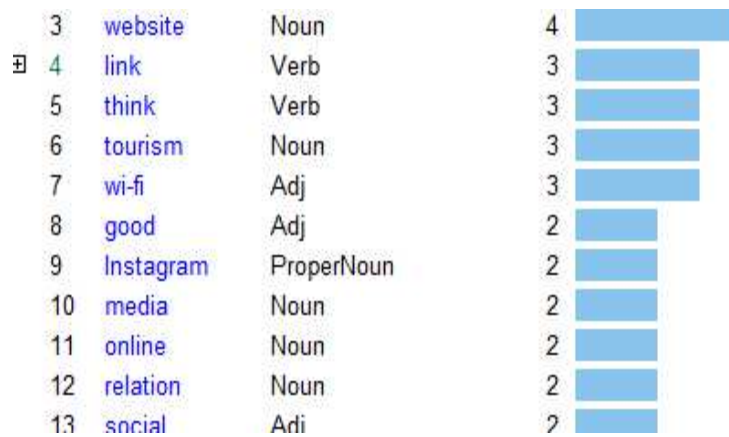 3 website Noun 4
4 link Verb 3
5 think Verb 3
6 tourism Noun 3
7 wi-fi Adj 3
8 good Adj 2
9 Instagram ProperNoun 2
10 media Noun 2
11 online Noun 2
12 relation Noun 2
13 social Adj 2